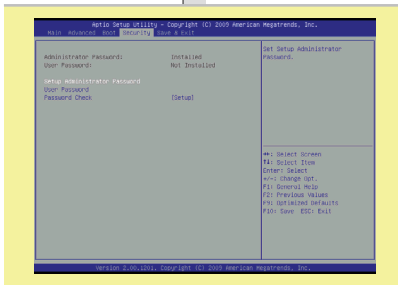 Aptio Setup Utility - Copyright (C) 2009 American Megatrends, Inc.
Main Advanced Boot Security Save & Exit
Administrator Password: Installed
User Password: Not Installed
Setup Administrator Password
User Password
Password Check [Setup]
Set Setup Administrator
Password.
→←: Select Screen
↑↓: Select Item
Enter: Select
+/-: Change Opt.
F1: General Help
F2: Previous Values
F9: Optimized Defaults
F10: Save ESC: Exit
Version 2.00.1201. Copyright (C) 2009 American Megatrends, Inc.